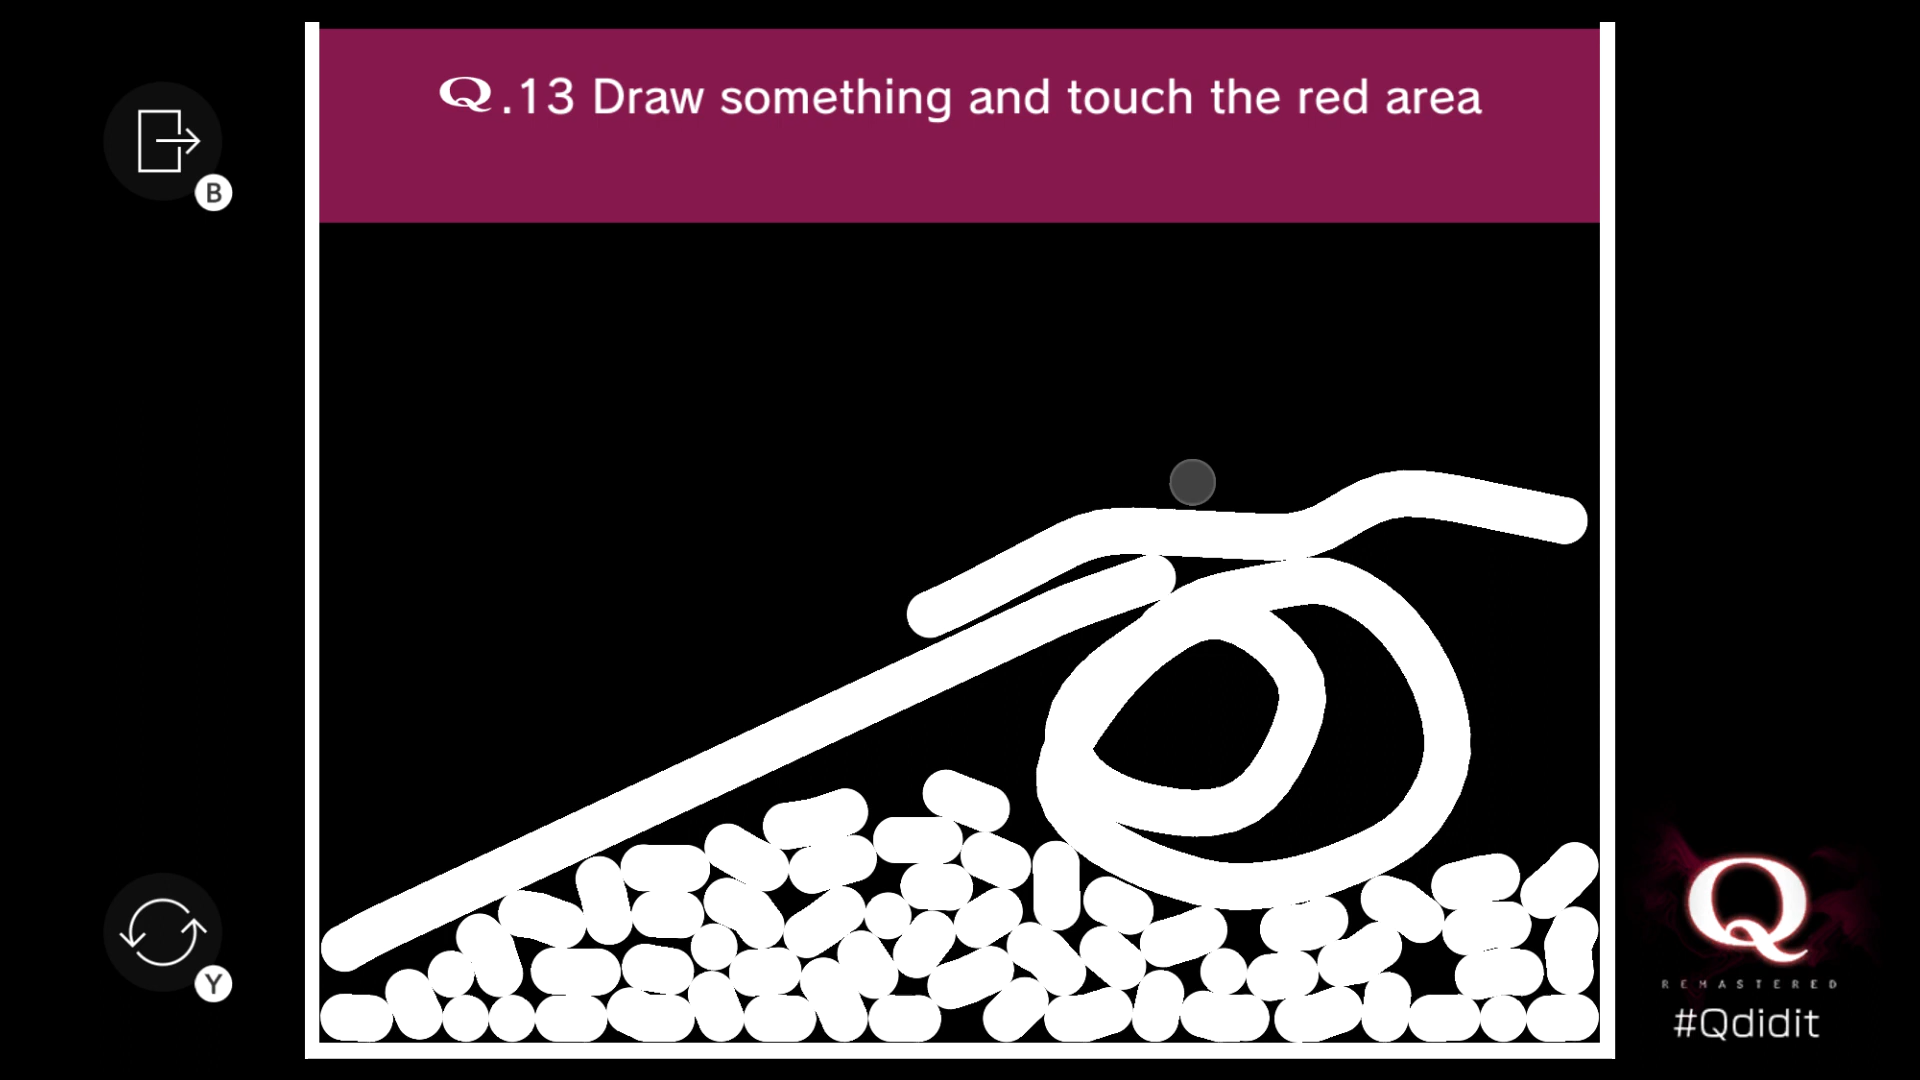 Q.13 Draw something and touch the red area
B
Y
Q
REMASTERED
#Qdidit